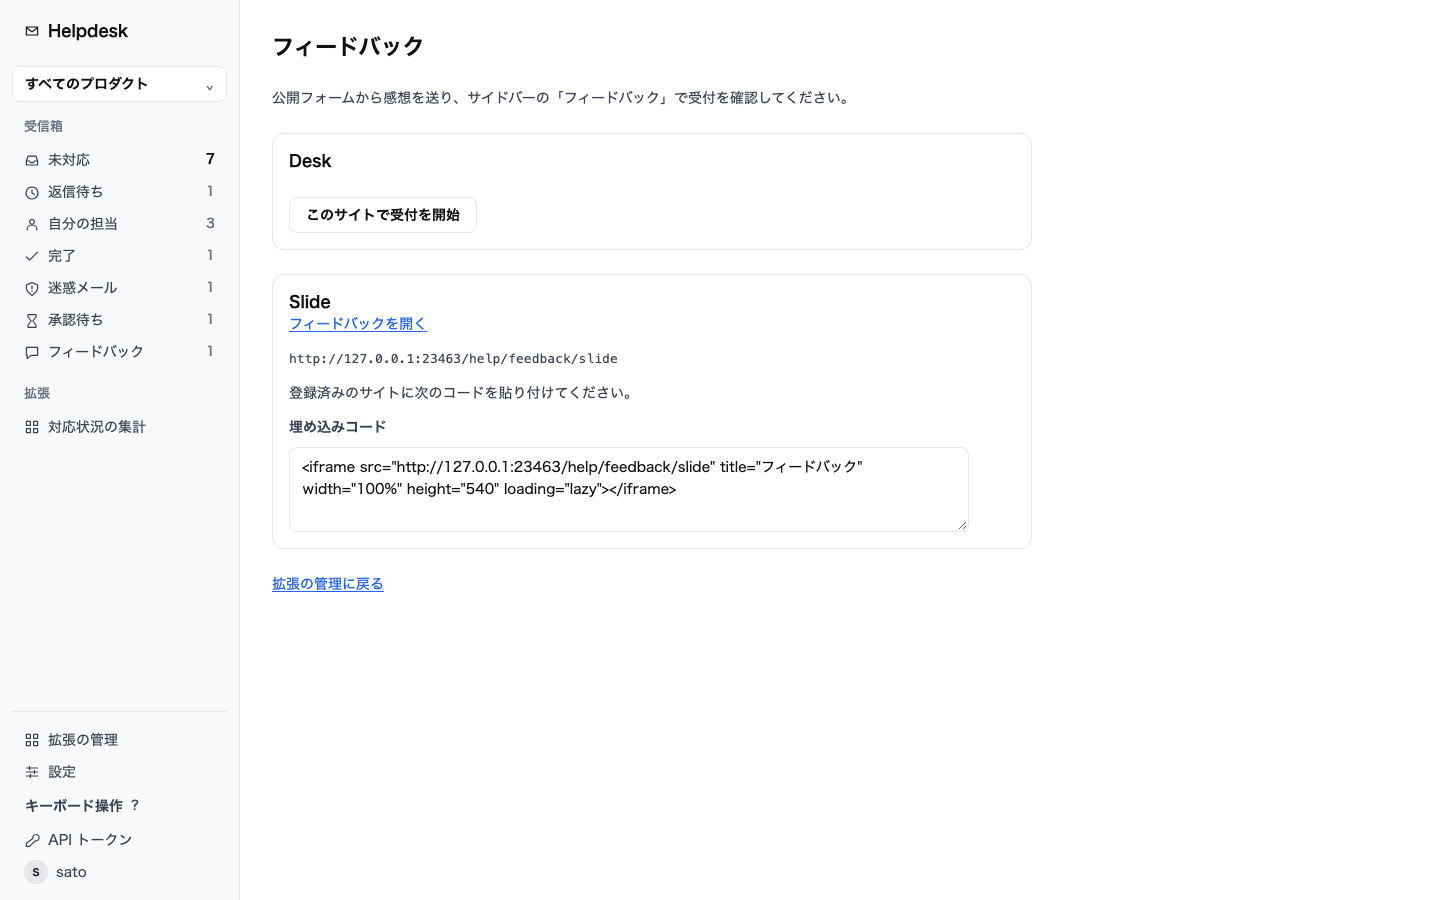 Helpdesk
すべてのプロダクト
受信箱
未対応 7
返信待ち 1
自分の担当 3
完了 1
迷惑メール 1
承認待ち 1
フィードバック 1
拡張
対応状況の集計
拡張の管理
設定
キーボード操作 ?
API トークン
S sato
フィードバック
公開フォームから感想を送り、サイドバーの「フィードバック」で受付を確認してください。
Desk
このサイトで受付を開始
Slide
フィードバックを開く
http://127.0.0.1:23463/help/feedback/slide
登録済みのサイトに次のコードを貼り付けてください。
埋め込みコード
<iframe src="http://127.0.0.1:23463/help/feedback/slide" title="フィードバック"
width="100%" height="540" loading="lazy"></iframe>
拡張の管理に戻る